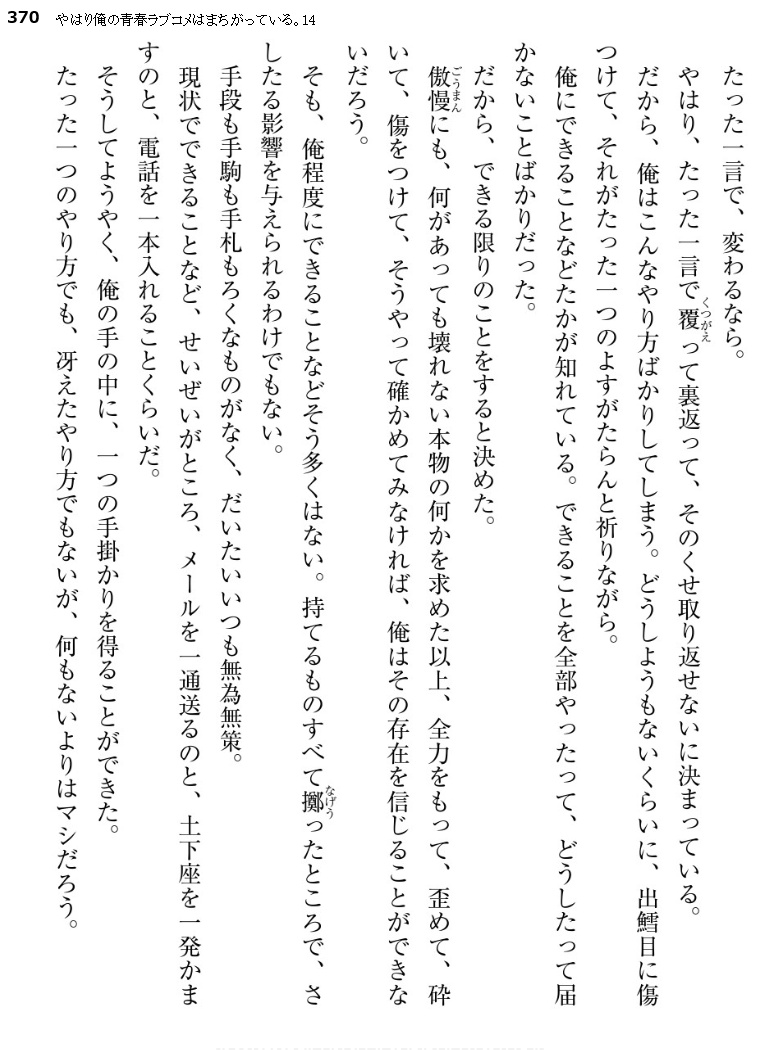 370 やはり俺の青春ラブコメはまちがっている。14
たった一言で、変わるなら。
やはり、たった一言で覆って裏返って、そのくせ取り返せないに決まっている。
くつがえ
だから、俺はこんなやり方ばかりしてしまう。どうしようもないくらいに、出鱈目に傷
つけて、それがたった一つのよすがたらんと祈りながら。
俺にできることなどたかが知れている。できることを全部やったって、どうしたって届
かないことばかりだった。
だから、できる限りのことをすると決めた。
傲慢にも、何があっても壊れない本物の何かを求めた以上、全力をもって、歪めて、砕
ごうまん
いて、傷をつけて、そうやって確かめてみなければ、俺はその存在を信じることができな
いだろう。
そも、俺程度にできることなどそう多くはない。持てるものすべて擲ったところで、さ
なげう
したる影響を与えられるわけでもない。
手段も手駒も手札もろくなものがなく、だいたいいつも無為無策。
現状でできることなど、せいぜいがところ、メールを一通送るのと、土下座を一発かま
すのと、電話を一本入れることくらいだ。
そうしてようやく、俺の手の中に、一つの手掛かりを得ることができた。
たった一つのやり方でも、冴えたやり方でもないが、何もないよりはマシだろう。